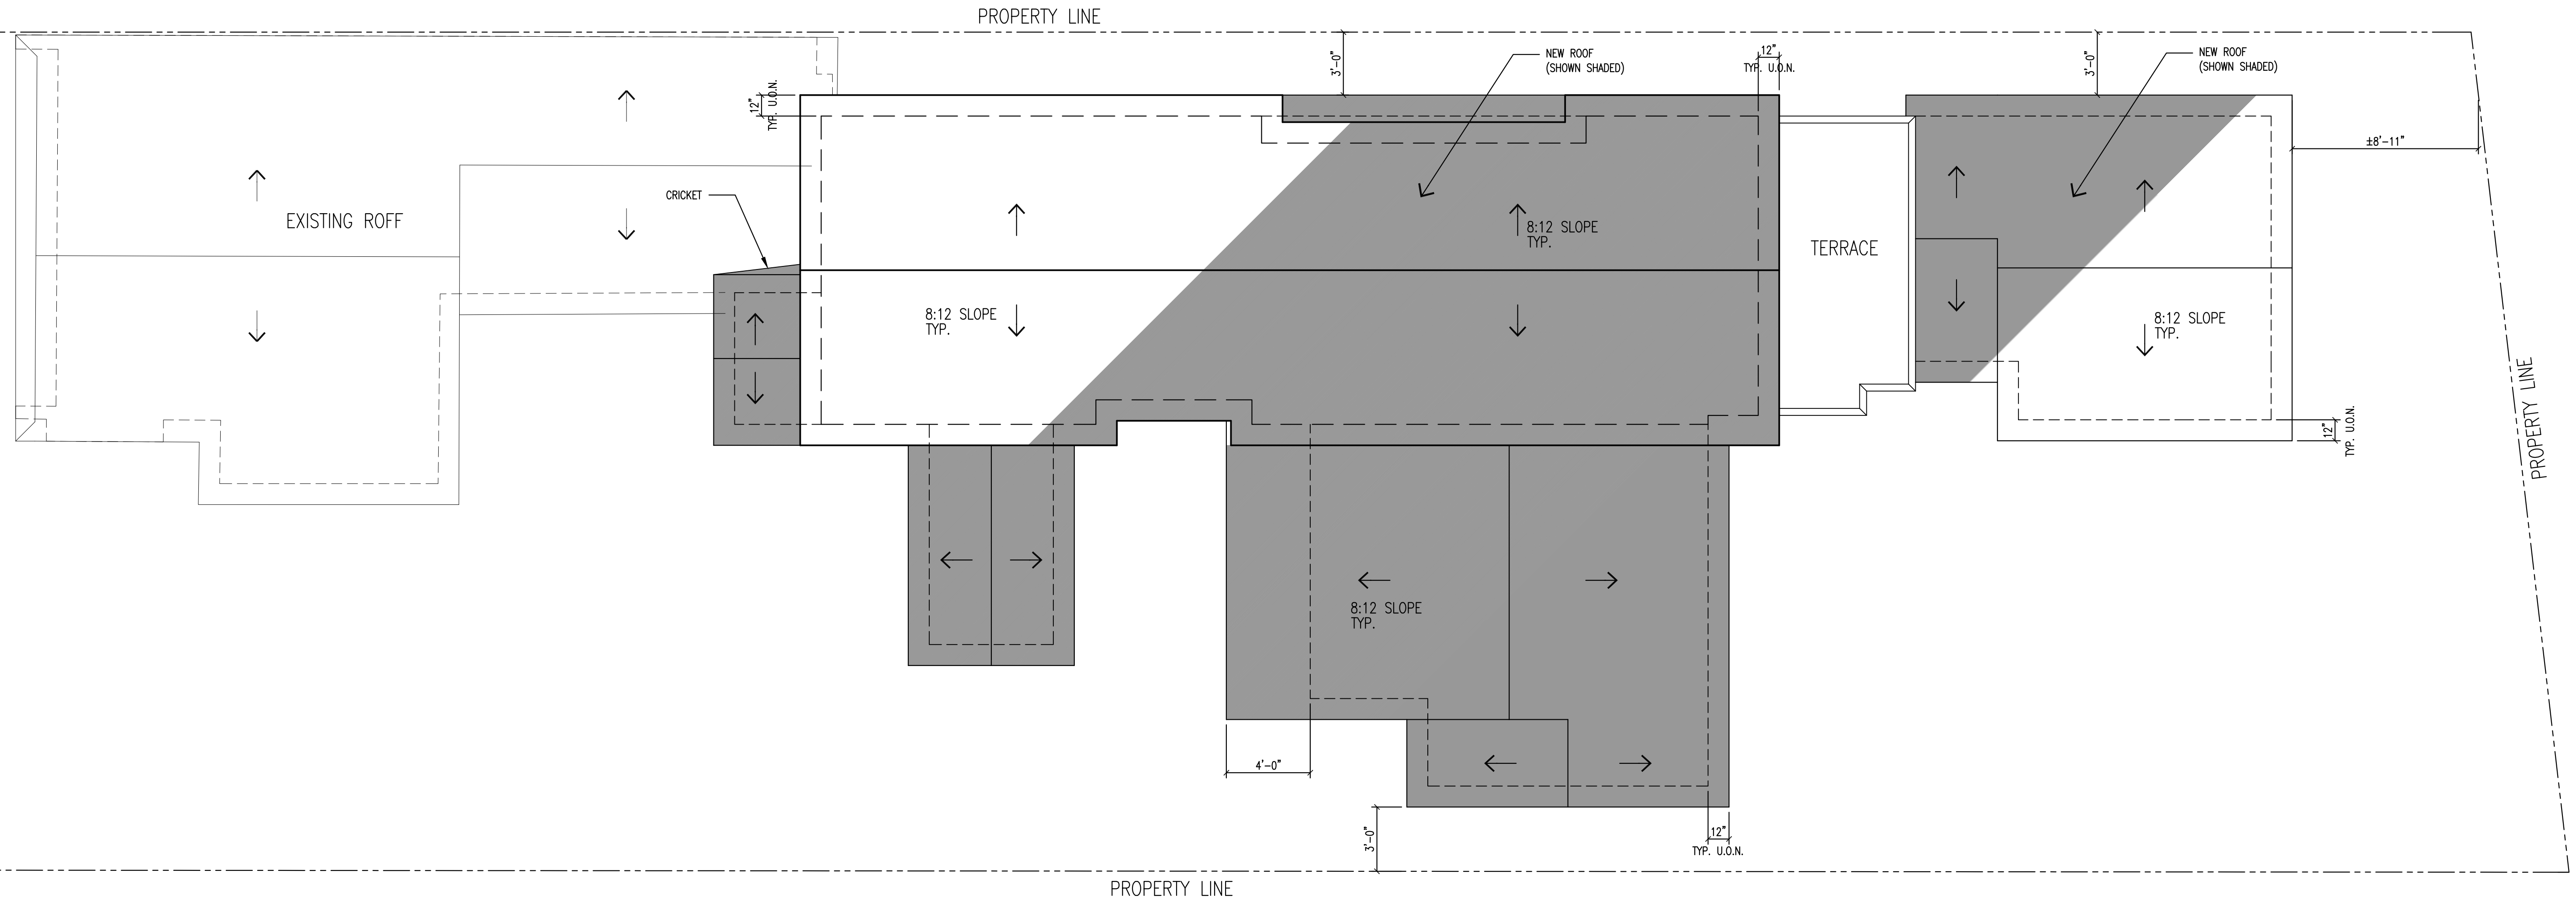 PROPERTY LINE
3'-0"
NEW ROOF
(SHOWN SHADED)
12"
TYP. U.O.N.
3'-0"
NEW ROOF
(SHOWN SHADED)
12"
TYP. U.O.N.
±8'-11"
CRICKET
EXISTING ROFF
8:12 SLOPE
TYP.
TERRACE
8:12 SLOPE
TYP.
8:12 SLOPE
TYP.
PROPERTY LINE
12"
TYP. U.O.N.
8:12 SLOPE
TYP.
4'-0"
3'-0"
12"
TYP. U.O.N.
PROPERTY LINE